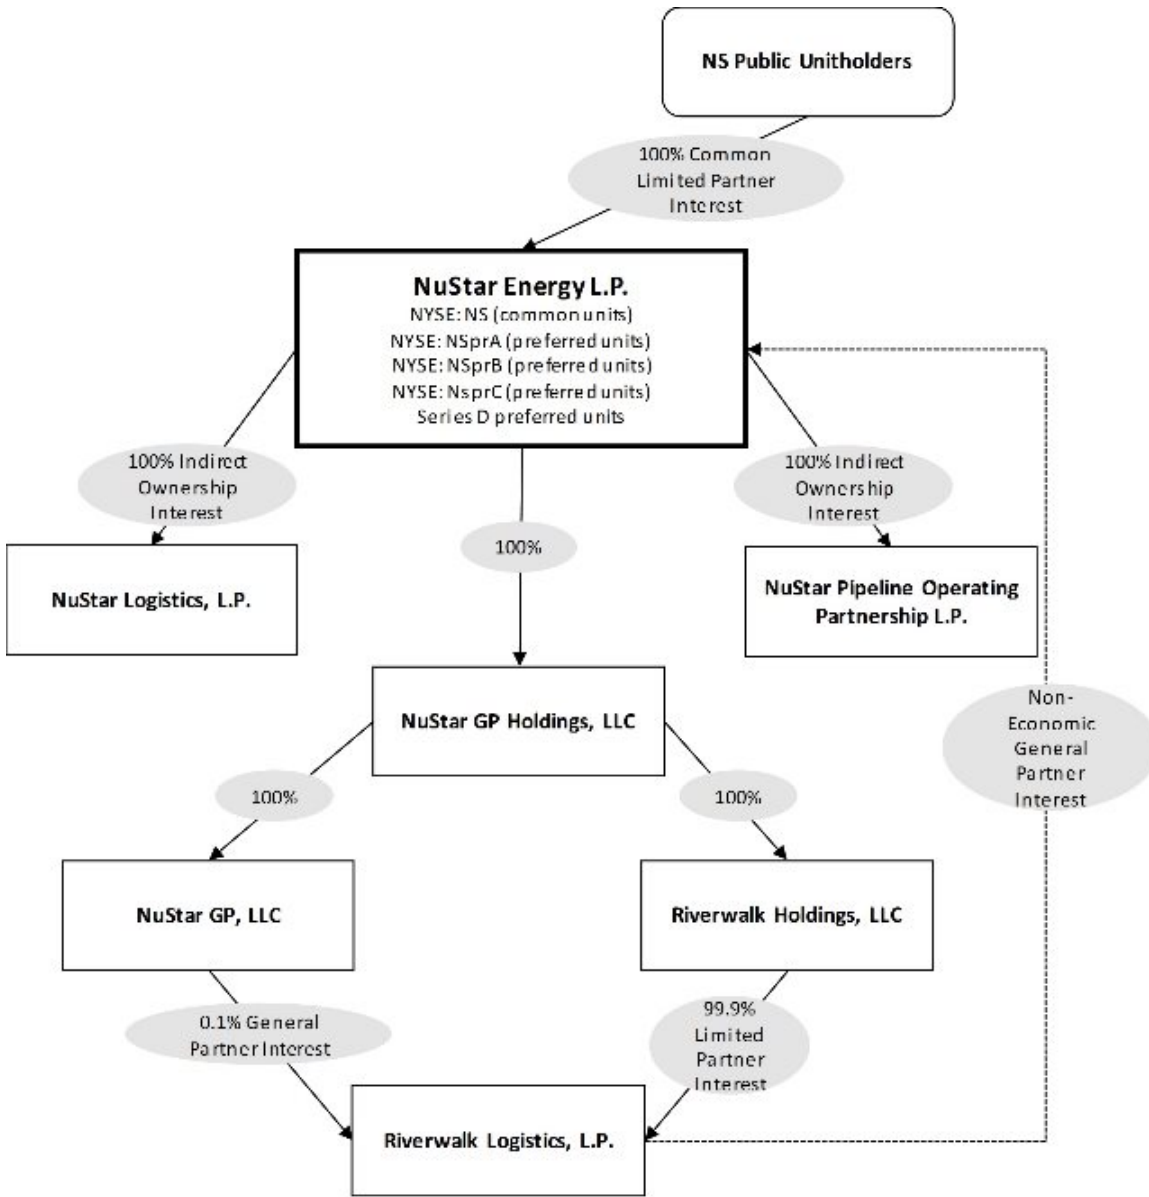 NS Public Unitholders
100% Common
Limited Partner
Interest
NuStar Energy L.P.
NYSE: NS (common units)
NYSE: NSprA (preferred units)
NYSE: NSprB (preferred units)
NYSE: NsprC (preferred units)
Series D preferred units
100% Indirect
Ownership
Interest
100%
100% Indirect
Ownership
Interest
NuStar Logistics, L.P.
NuStar Pipeline Operating
Partnership L.P.
NuStar GP Holdings, LLC
Non-
Economic
General
Partner
Interest
100%
100%
NuStar GP, LLC
Riverwalk Holdings, LLC
0.1% General
Partner Interest
99.9%
Limited
Partner
Interest
Riverwalk Logistics, L.P.